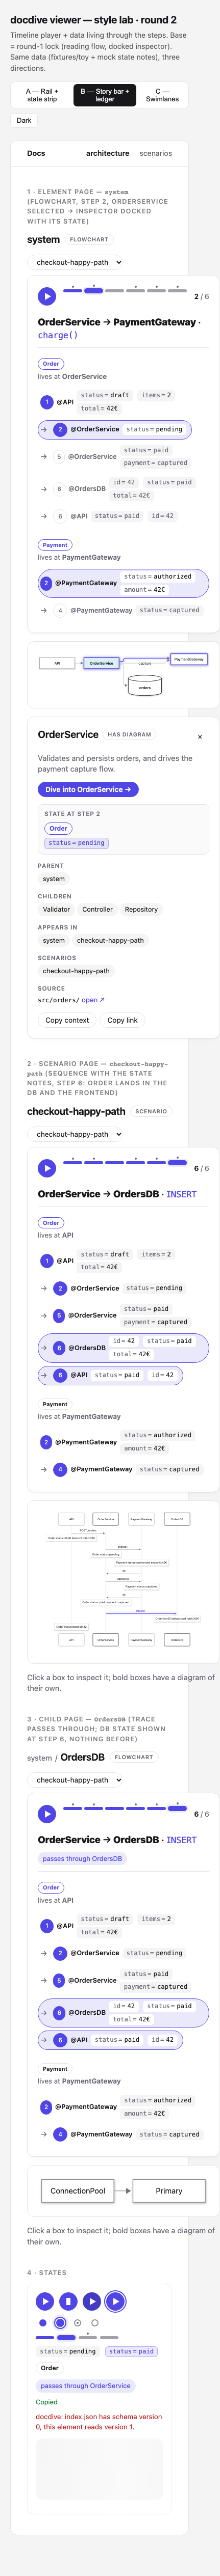 docdive viewer — style lab · round 2
Timeline player + data living through the steps. Base
= round-1 lock (reading flow, docked inspector).
Same data (fixtures/toy + mock state notes), three
directions.
A — Rail +
state strip
B — Story bar +
ledger
C —
Swimlanes
Dark
Docs
architecture
scenarios
1 · ELEMENT PAGE — system
(FLOWCHART, STEP 2, ORDERSERVICE
SELECTED → INSPECTOR DOCKED
WITH ITS STATE)
system FLOWCHART
checkout-happy-path
2 / 6
OrderService → PaymentGateway ·
charge()
Order
lives at OrderService
1 @API status = draft items = 2
total = 42€
→ 2 @OrderService status = pending
→ 5 @OrderService status = paid
payment = captured
→ 6 @OrdersDB id = 42 status = paid
total = 42€
→ 6 @API status = paid id = 42
Payment
lives at PaymentGateway
2 @PaymentGateway status = authorized
amount = 42€
→ 4 @PaymentGateway status = captured
API
OrderService
capture
PaymentGateway
orders
OrderService HAS DIAGRAM ×
Validates and persists orders, and drives the
payment capture flow.
Dive into OrderService →
STATE AT STEP 2
Order
status = pending
PARENT
system
CHILDREN
Validator Controller Repository
APPEARS IN
system checkout-happy-path
SCENARIOS
checkout-happy-path
SOURCE
src/orders/ open ↗
Copy context Copy link
2 · SCENARIO PAGE — checkout-happy-
path (SEQUENCE WITH THE STATE
NOTES, STEP 6: ORDER LANDS IN THE
DB AND THE FRONTEND)
checkout-happy-path SCENARIO
checkout-happy-path
6 / 6
OrderService → OrdersDB · INSERT
Order
lives at API
1 @API status = draft items = 2
total = 42€
→ 2 @OrderService status = pending
→ 5 @OrderService status = paid
payment = captured
→ 6 @OrdersDB id = 42 status = paid
total = 42€
→ 6 @API status = paid id = 42
Payment
lives at PaymentGateway
2 @PaymentGateway status = authorized
amount = 42€
→ 4 @PaymentGateway status = captured
API OrderService PaymentGateway OrdersDB
POST /orders
charge()
ok
capture()
ok
INSERT
API OrderService PaymentGateway OrdersDB
Click a box to inspect it; bold boxes have a diagram of
their own.
3 · CHILD PAGE — OrdersDB (TRACE
PASSES THROUGH; DB STATE SHOWN
AT STEP 6, NOTHING BEFORE)
system / OrdersDB FLOWCHART
checkout-happy-path
6 / 6
OrderService → OrdersDB · INSERT
passes through OrdersDB
Order
lives at API
1 @API status = draft items = 2
total = 42€
→ 2 @OrderService status = pending
→ 5 @OrderService status = paid
payment = captured
→ 6 @OrdersDB id = 42 status = paid
total = 42€
→ 6 @API status = paid id = 42
Payment
lives at PaymentGateway
2 @PaymentGateway status = authorized
amount = 42€
→ 4 @PaymentGateway status = captured
ConnectionPool
Primary
Click a box to inspect it; bold boxes have a diagram of
their own.
4 · STATES
status = pending status = paid
Order
passes through OrderService
Copied
docdive: index.json has schema version
0, this element reads version 1.